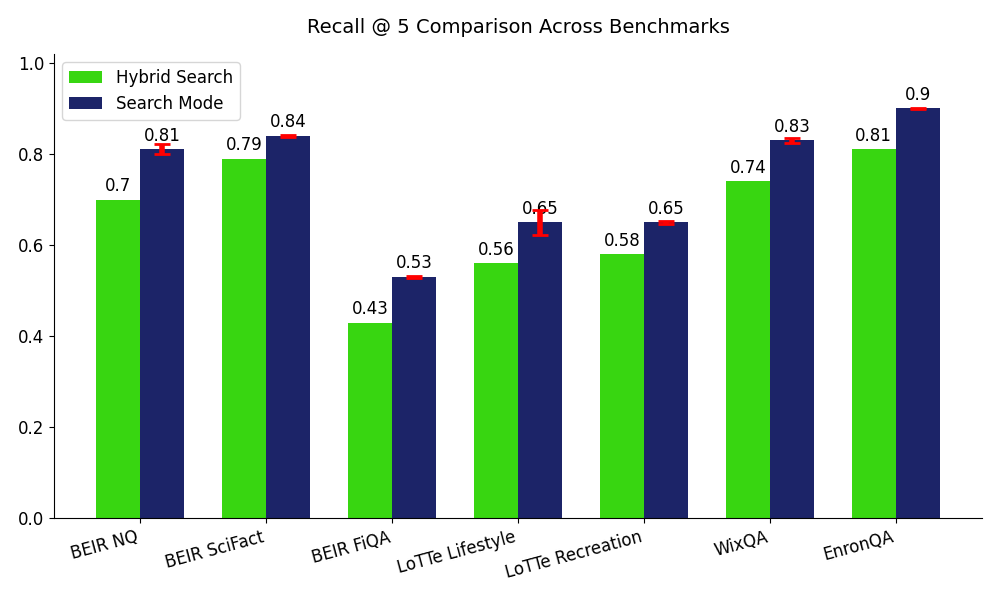 Recall @ 5 Comparison Across Benchmarks
1.0
0.8
0.6
0.4
0.2
0.0
Hybrid Search
Search Mode
0.7
0.81
0.79
0.84
0.43
0.53
0.56
0.65
0.58
0.65
0.74
0.83
0.81
0.9
BEIR NQ
BEIR SciFact
BEIR FiQA
LoTTe Lifestyle
LoTTe Recreation
WixQA
EnronQA